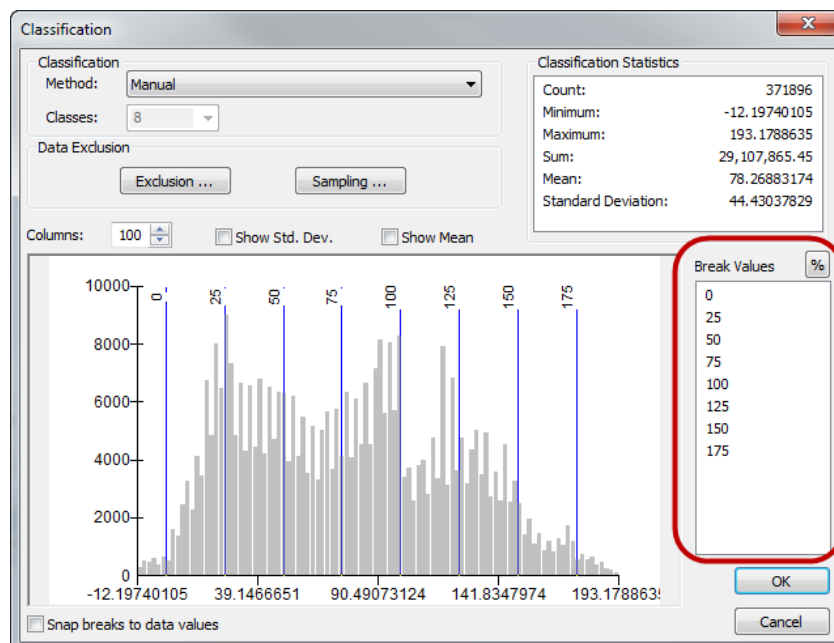 Classification
Classification
Method: Manual
Classes: 8
Data Exclusion
Exclusion ... Sampling ...
Classification Statistics
Count: 371896
Minimum: -12.19740105
Maximum: 193.1788635
Sum: 29,107,865.45
Mean: 78.26883174
Standard Deviation: 44.43037829
Columns: 100 Show Std. Dev. Show Mean
Break Values %
0
25
50
75
100
125
150
175
0 25 50 75 100 125 150 175
10000
8000
6000
4000
2000
0
-12.19740105 39.1466651 90.49073124 141.8347974 193.1788635
Snap breaks to data values
OK
Cancel